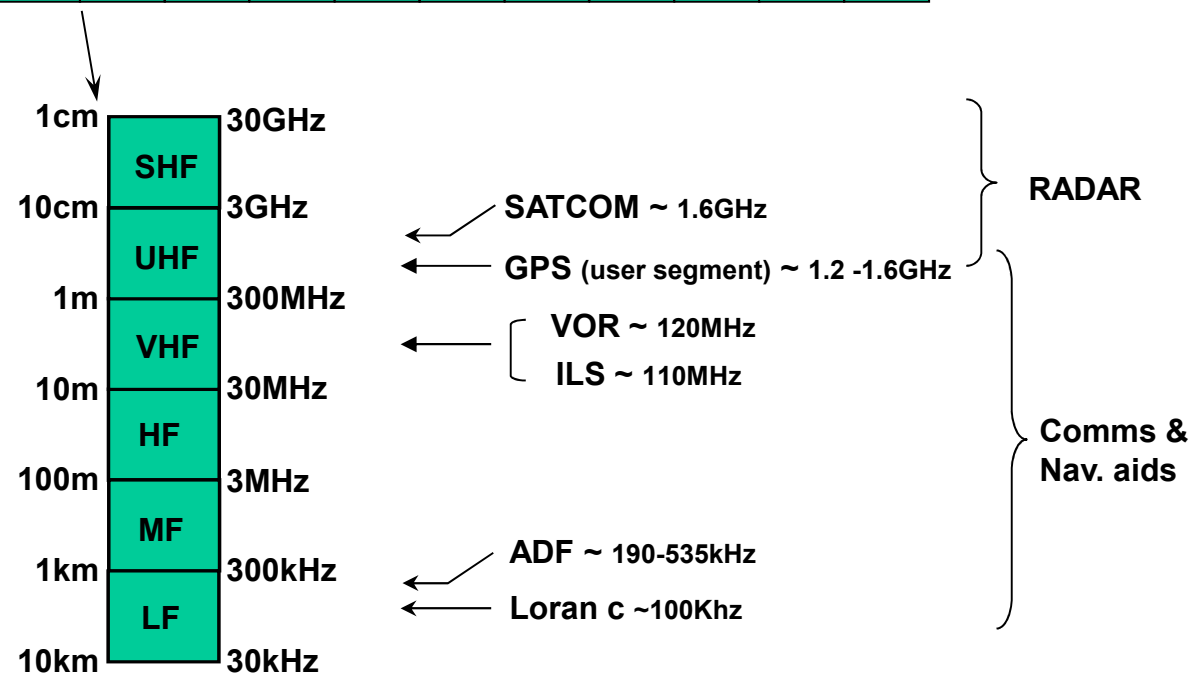 1cm 30GHz
SHF
RADAR
10cm 3GHz
SATCOM ~ 1.6GHz
UHF
GPS (user segment) ~ 1.2 -1.6GHz
1m 300MHz
VOR ~ 120MHz
VHF
ILS ~ 110MHz
10m 30MHz
HF
Comms &
Nav. aids
100m 3MHz
MF
ADF ~ 190-535kHz
1km 300kHz
Loran c ~100Khz
LF
10km 30kHz